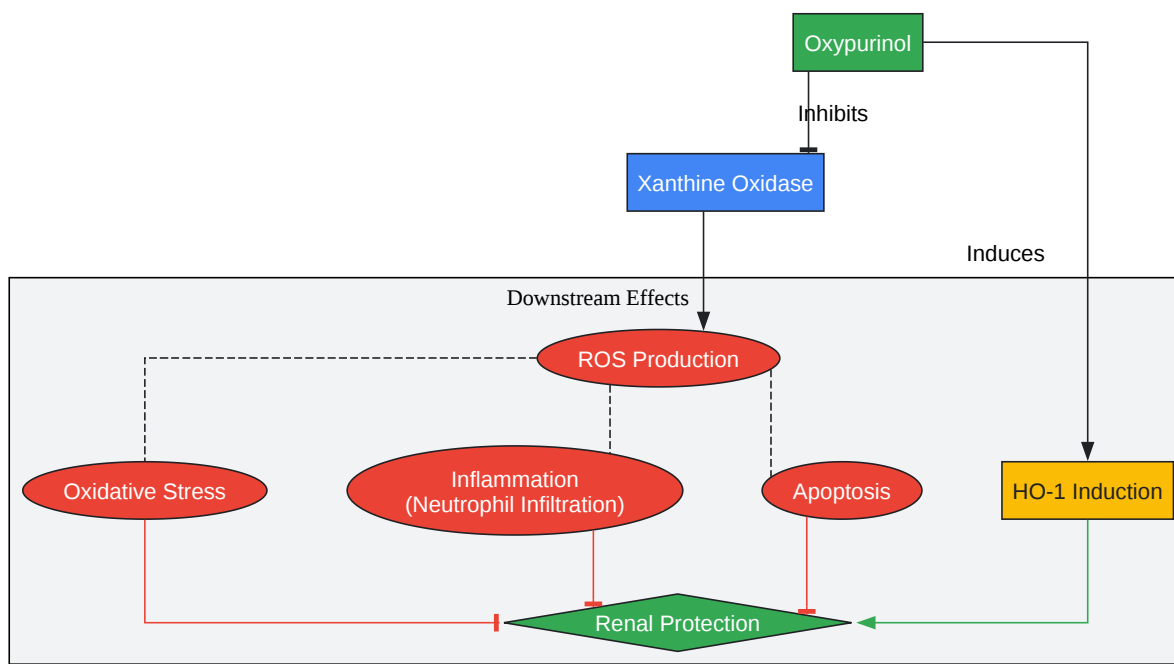 Oxypurinol
Inhibits
Xanthine Oxidase
Induces
Downstream Effects
ROS Production
Oxidative Stress
Inflammation
(Neutrophil Infiltration)
Apoptosis
HO-1 Induction
Renal Protection